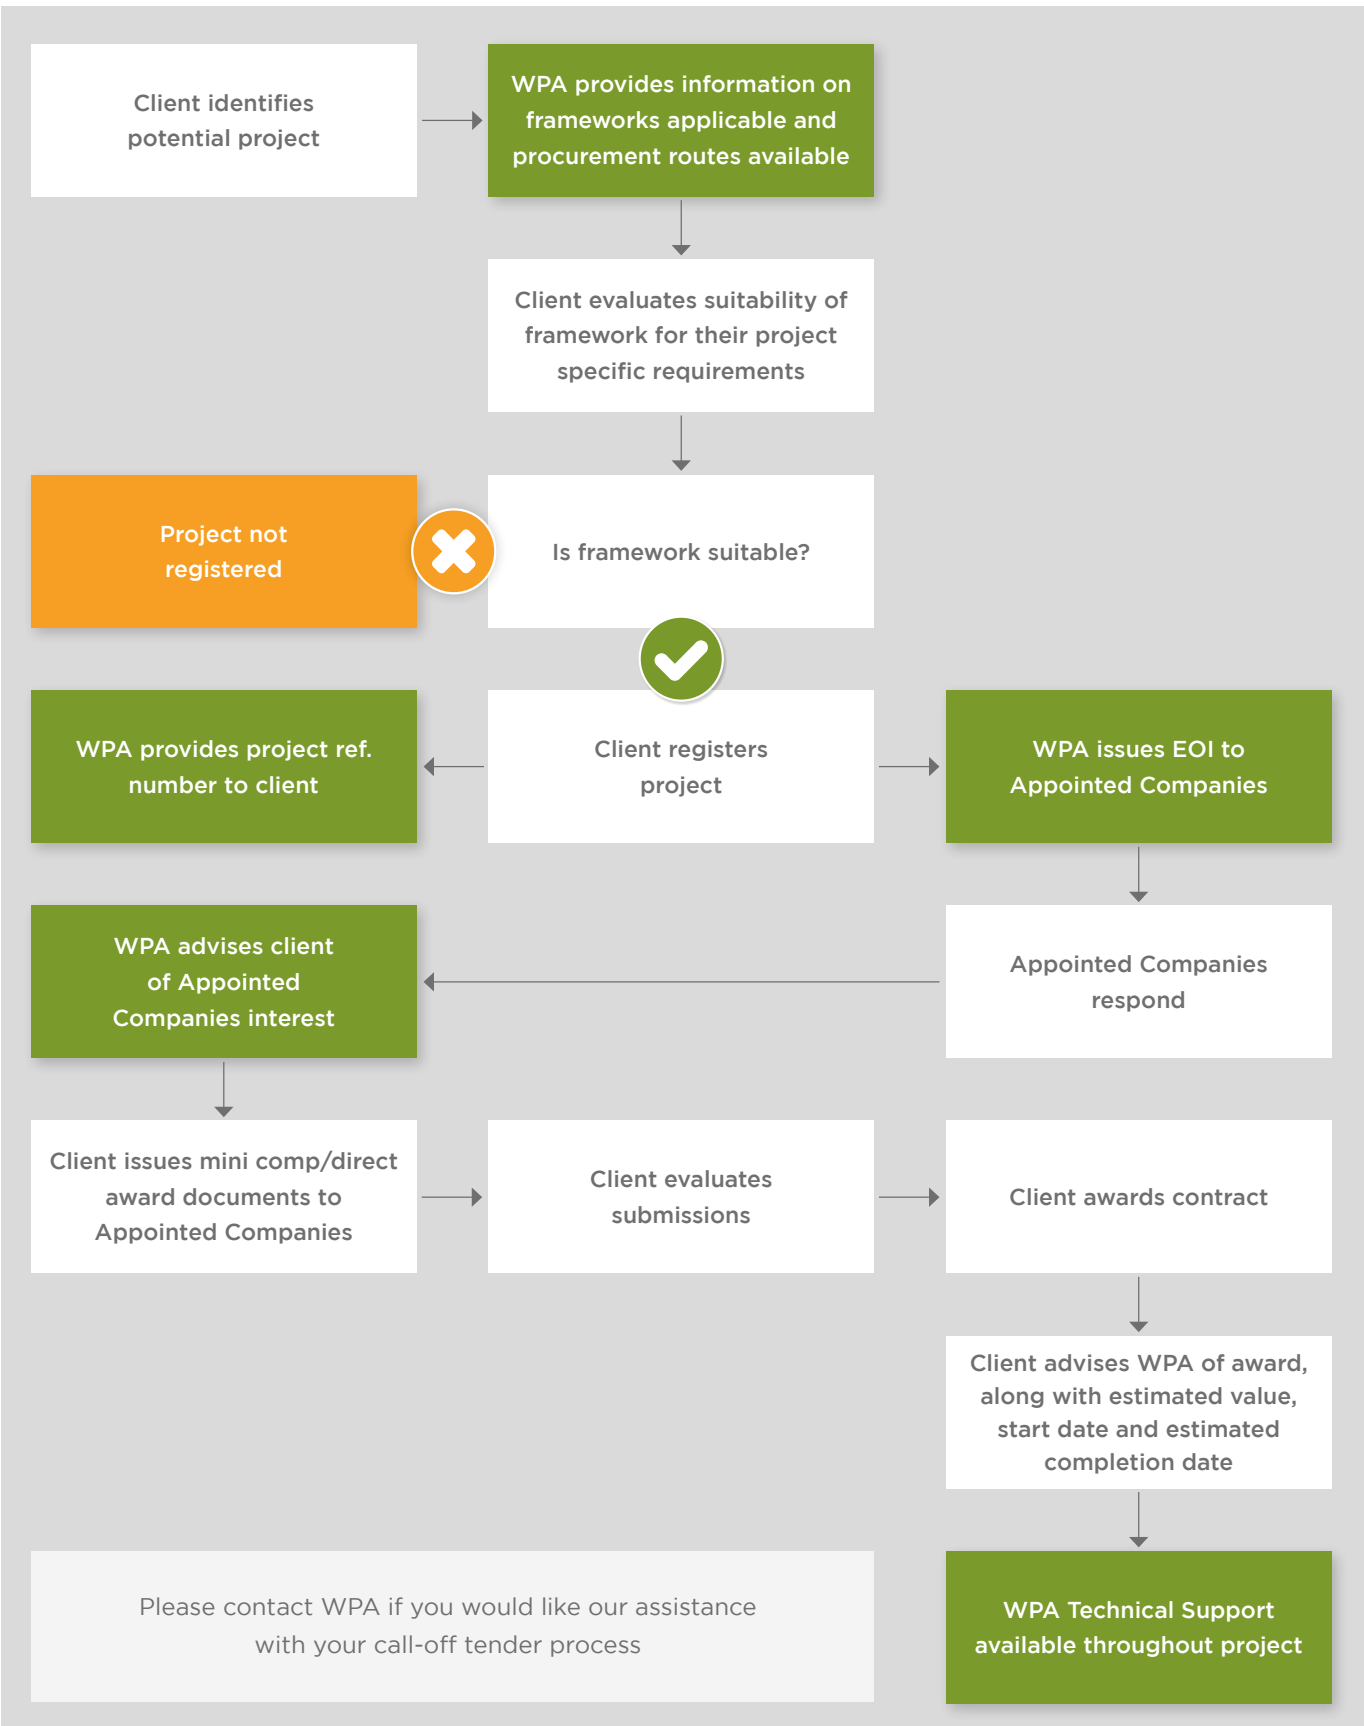 Client identifies
potential project
WPA provides information on
frameworks applicable and
procurement routes available
Client evaluates suitability of
framework for their project
specific requirements
Project not
registered
Is framework suitable?
WPA provides project ref.
number to client
Client registers
project
WPA issues EOI to
Appointed Companies
WPA advises client
of Appointed
Companies interest
Appointed Companies
respond
Client issues mini comp/direct
award documents to
Appointed Companies
Client evaluates
submissions
Client awards contract
Client advises WPA of award,
along with estimated value,
start date and estimated
completion date
Please contact WPA if you would like our assistance
with your call-off tender process
WPA Technical Support
available throughout project